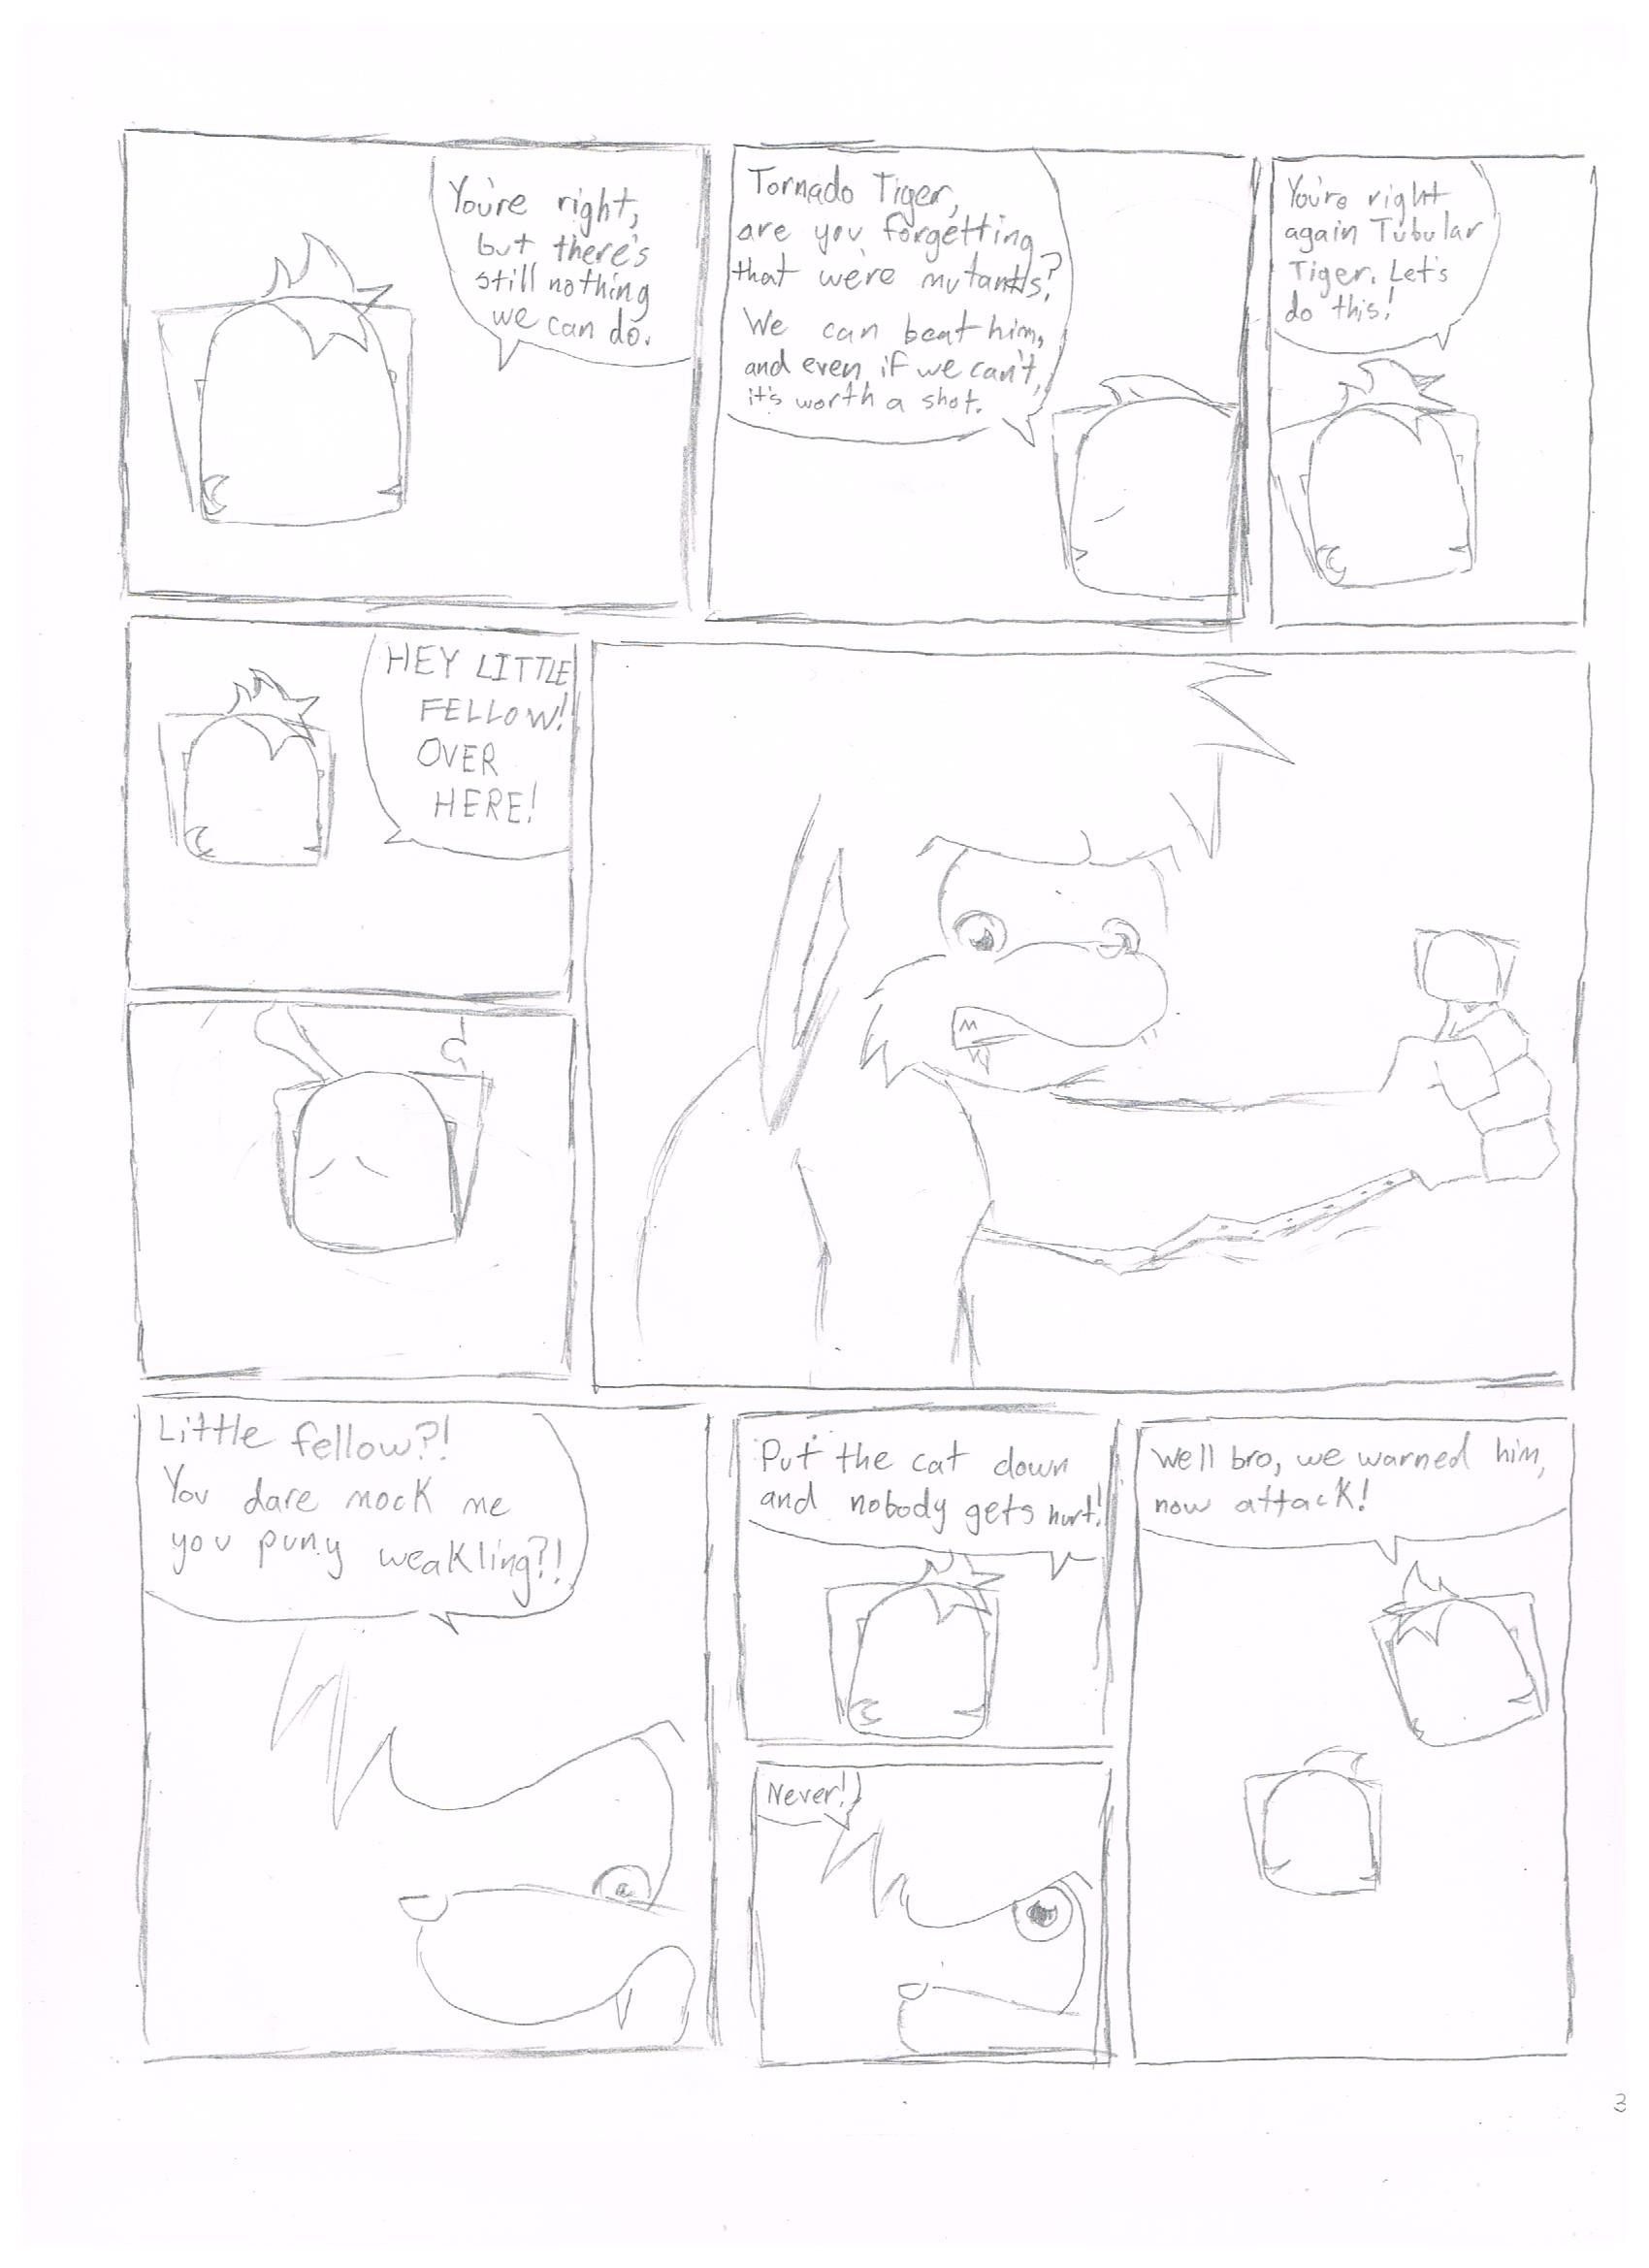 You're right,
but there's
still nothing
we can do.
Tornado Tiger,
are you forgetting
that we're mutants?
We can beat him,
and even if we can't,
it's worth a shot.
You're right
again Tubular
Tiger. Let's
do this!
HEY LITTLE
FELLOW!
OVER
HERE!
Little fellow?!
You dare mock me
you puny weakling?!
Put the cat down
and nobody gets hurt!
Never!
Well bro, we warned him,
now attack!
3